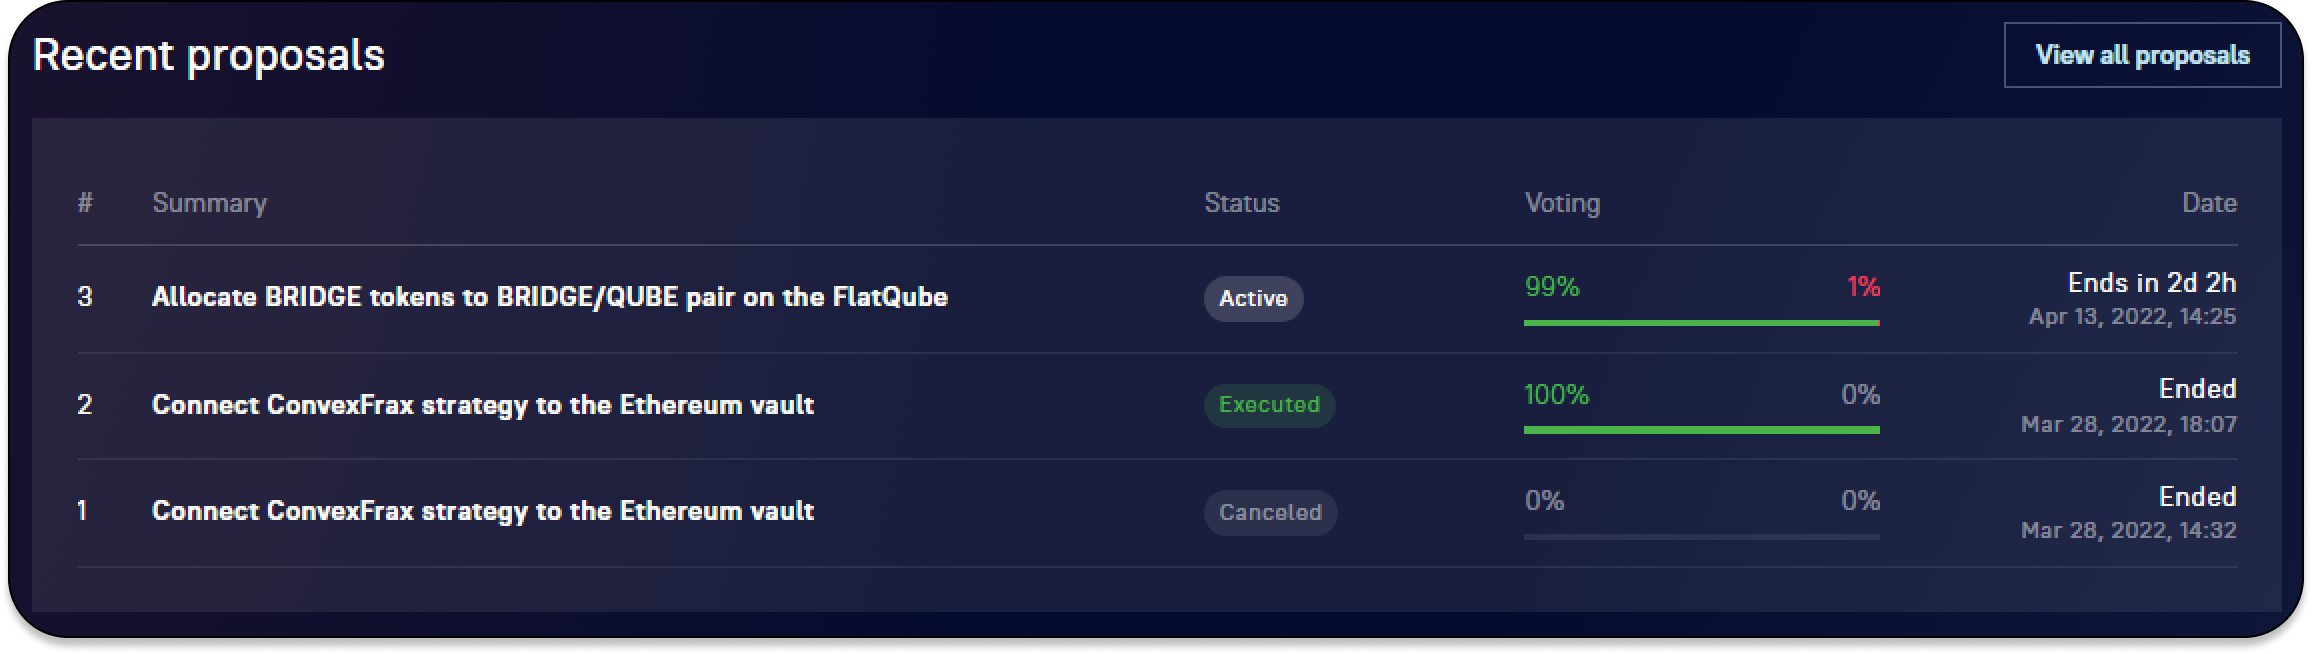 Recent proposals
View all proposals
# Summary Status Voting Date
3 Allocate BRIDGE tokens to BRIDGE/QUBE pair on the FlatQube Active 99% 1% Ends in 2d 2h
Apr 13, 2022, 14:25
2 Connect ConvexFrax strategy to the Ethereum vault Executed 100% 0% Ended
Mar 28, 2022, 18:07
1 Connect ConvexFrax strategy to the Ethereum vault Canceled 0% 0% Ended
Mar 28, 2022, 14:32